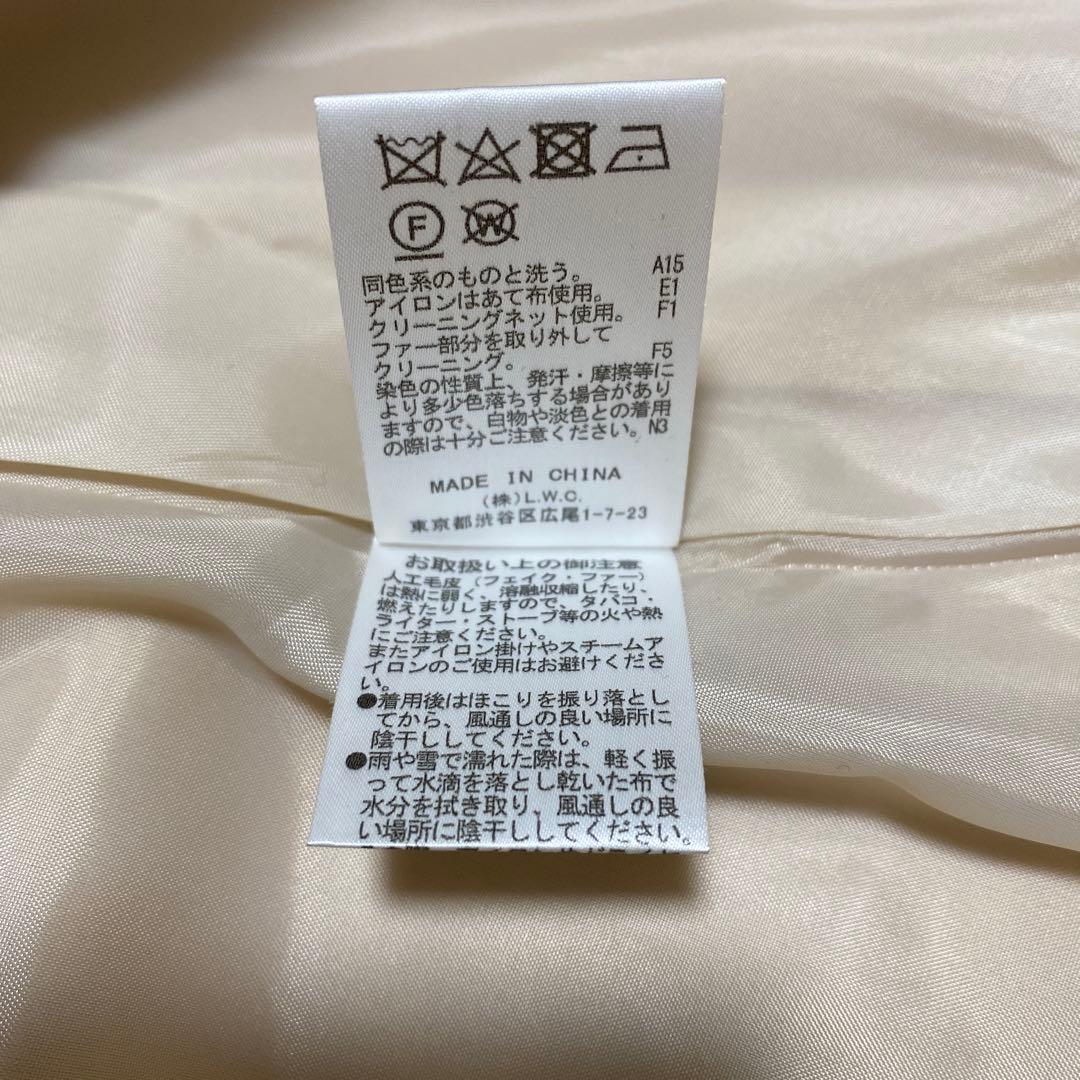 F W
同色系のものと洗う。 A15
アイロンはあて布使用。 E1
クリーニングネット使用。 F1
ファー部分を取り外して
クリーニング。 F5
染色の性質上、発汗・摩擦等に
より多少色落ちする場合があり
ますので、白物や淡色との着用
の際は十分ご注意ください。 N3
MADE IN CHINA
(株)L.W.C.
東京都渋谷区広尾1-7-23
お取扱い上の御注意
人工毛皮(フェイク・ファー)
は熱に弱く、溶融収縮したり、
燃えたりしますので、タバコ・
ライター・ストーブ等の火や熱
にご注意ください。
またアイロン掛けやスチームア
イロンのご使用はお避けくださ
い。
●着用後はほこりを振り落とし
てから、風通しの良い場所に
陰干ししてください。
●雨や雪で濡れた際は、軽く振
って水滴を落とし乾いた布で
水分を拭き取り、風通しの良
い場所に陰干ししてください。